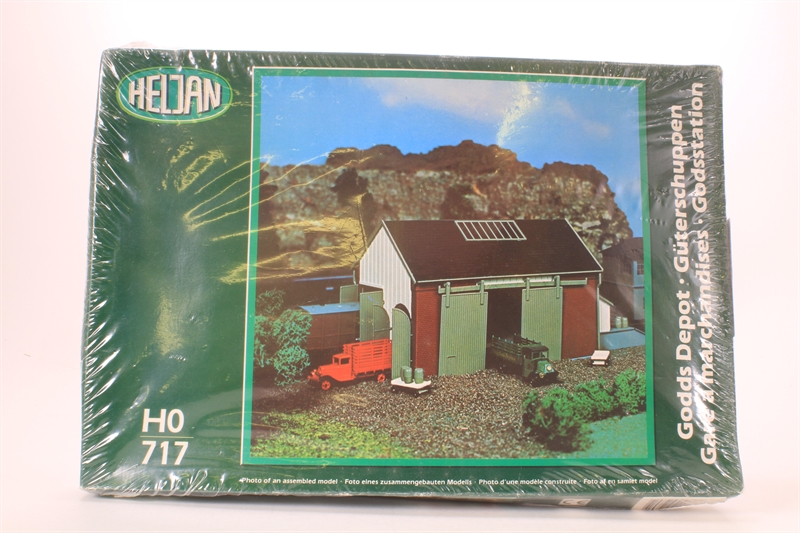 HELJAN
Godds Depot · Güterschuppen
Gare à marchandises · Godsstation
H0
717
Photo of an assembled model · Foto eines zusammengebauten Modells · Photo d'une modèle construite · Foto af en samlet model